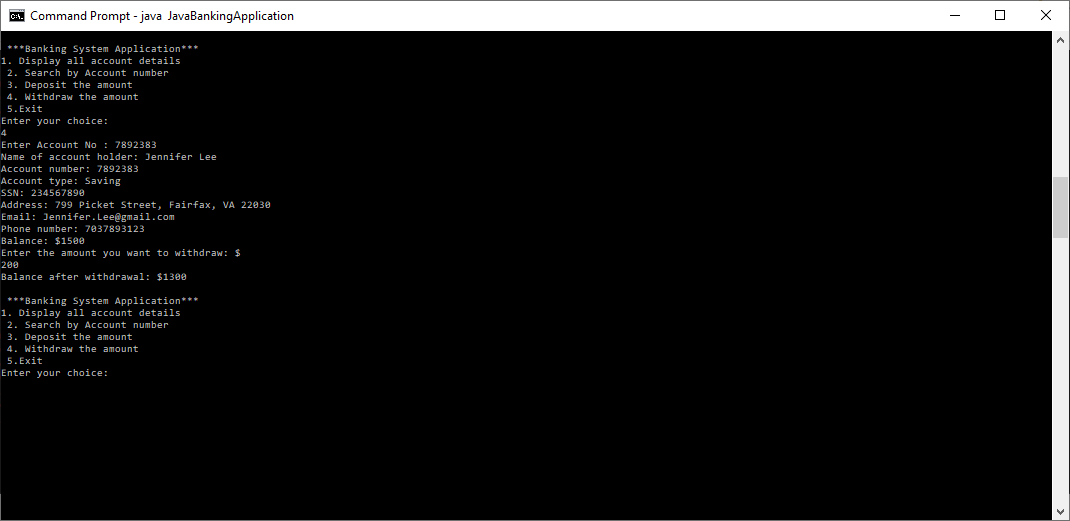 Command Prompt - java  JavaBankingApplication
C:\.
 ***Banking System Application***
1. Display all account details
 2. Search by Account number
 3. Deposit the amount
 4. Withdraw the amount
 5.Exit
Enter your choice:
4
Enter Account No : 7892383
Name of account holder: Jennifer Lee
Account number: 7892383
Account type: Saving
SSN: 234567890
Address: 799 Picket Street, Fairfax, VA 22030
Email: Jennifer.Lee@gmail.com
Phone number: 7037893123
Balance: $1500
Enter the amount you want to withdraw: $
200
Balance after withdrawal: $1300

 ***Banking System Application***
1. Display all account details
 2. Search by Account number
 3. Deposit the amount
 4. Withdraw the amount
 5.Exit
Enter your choice: